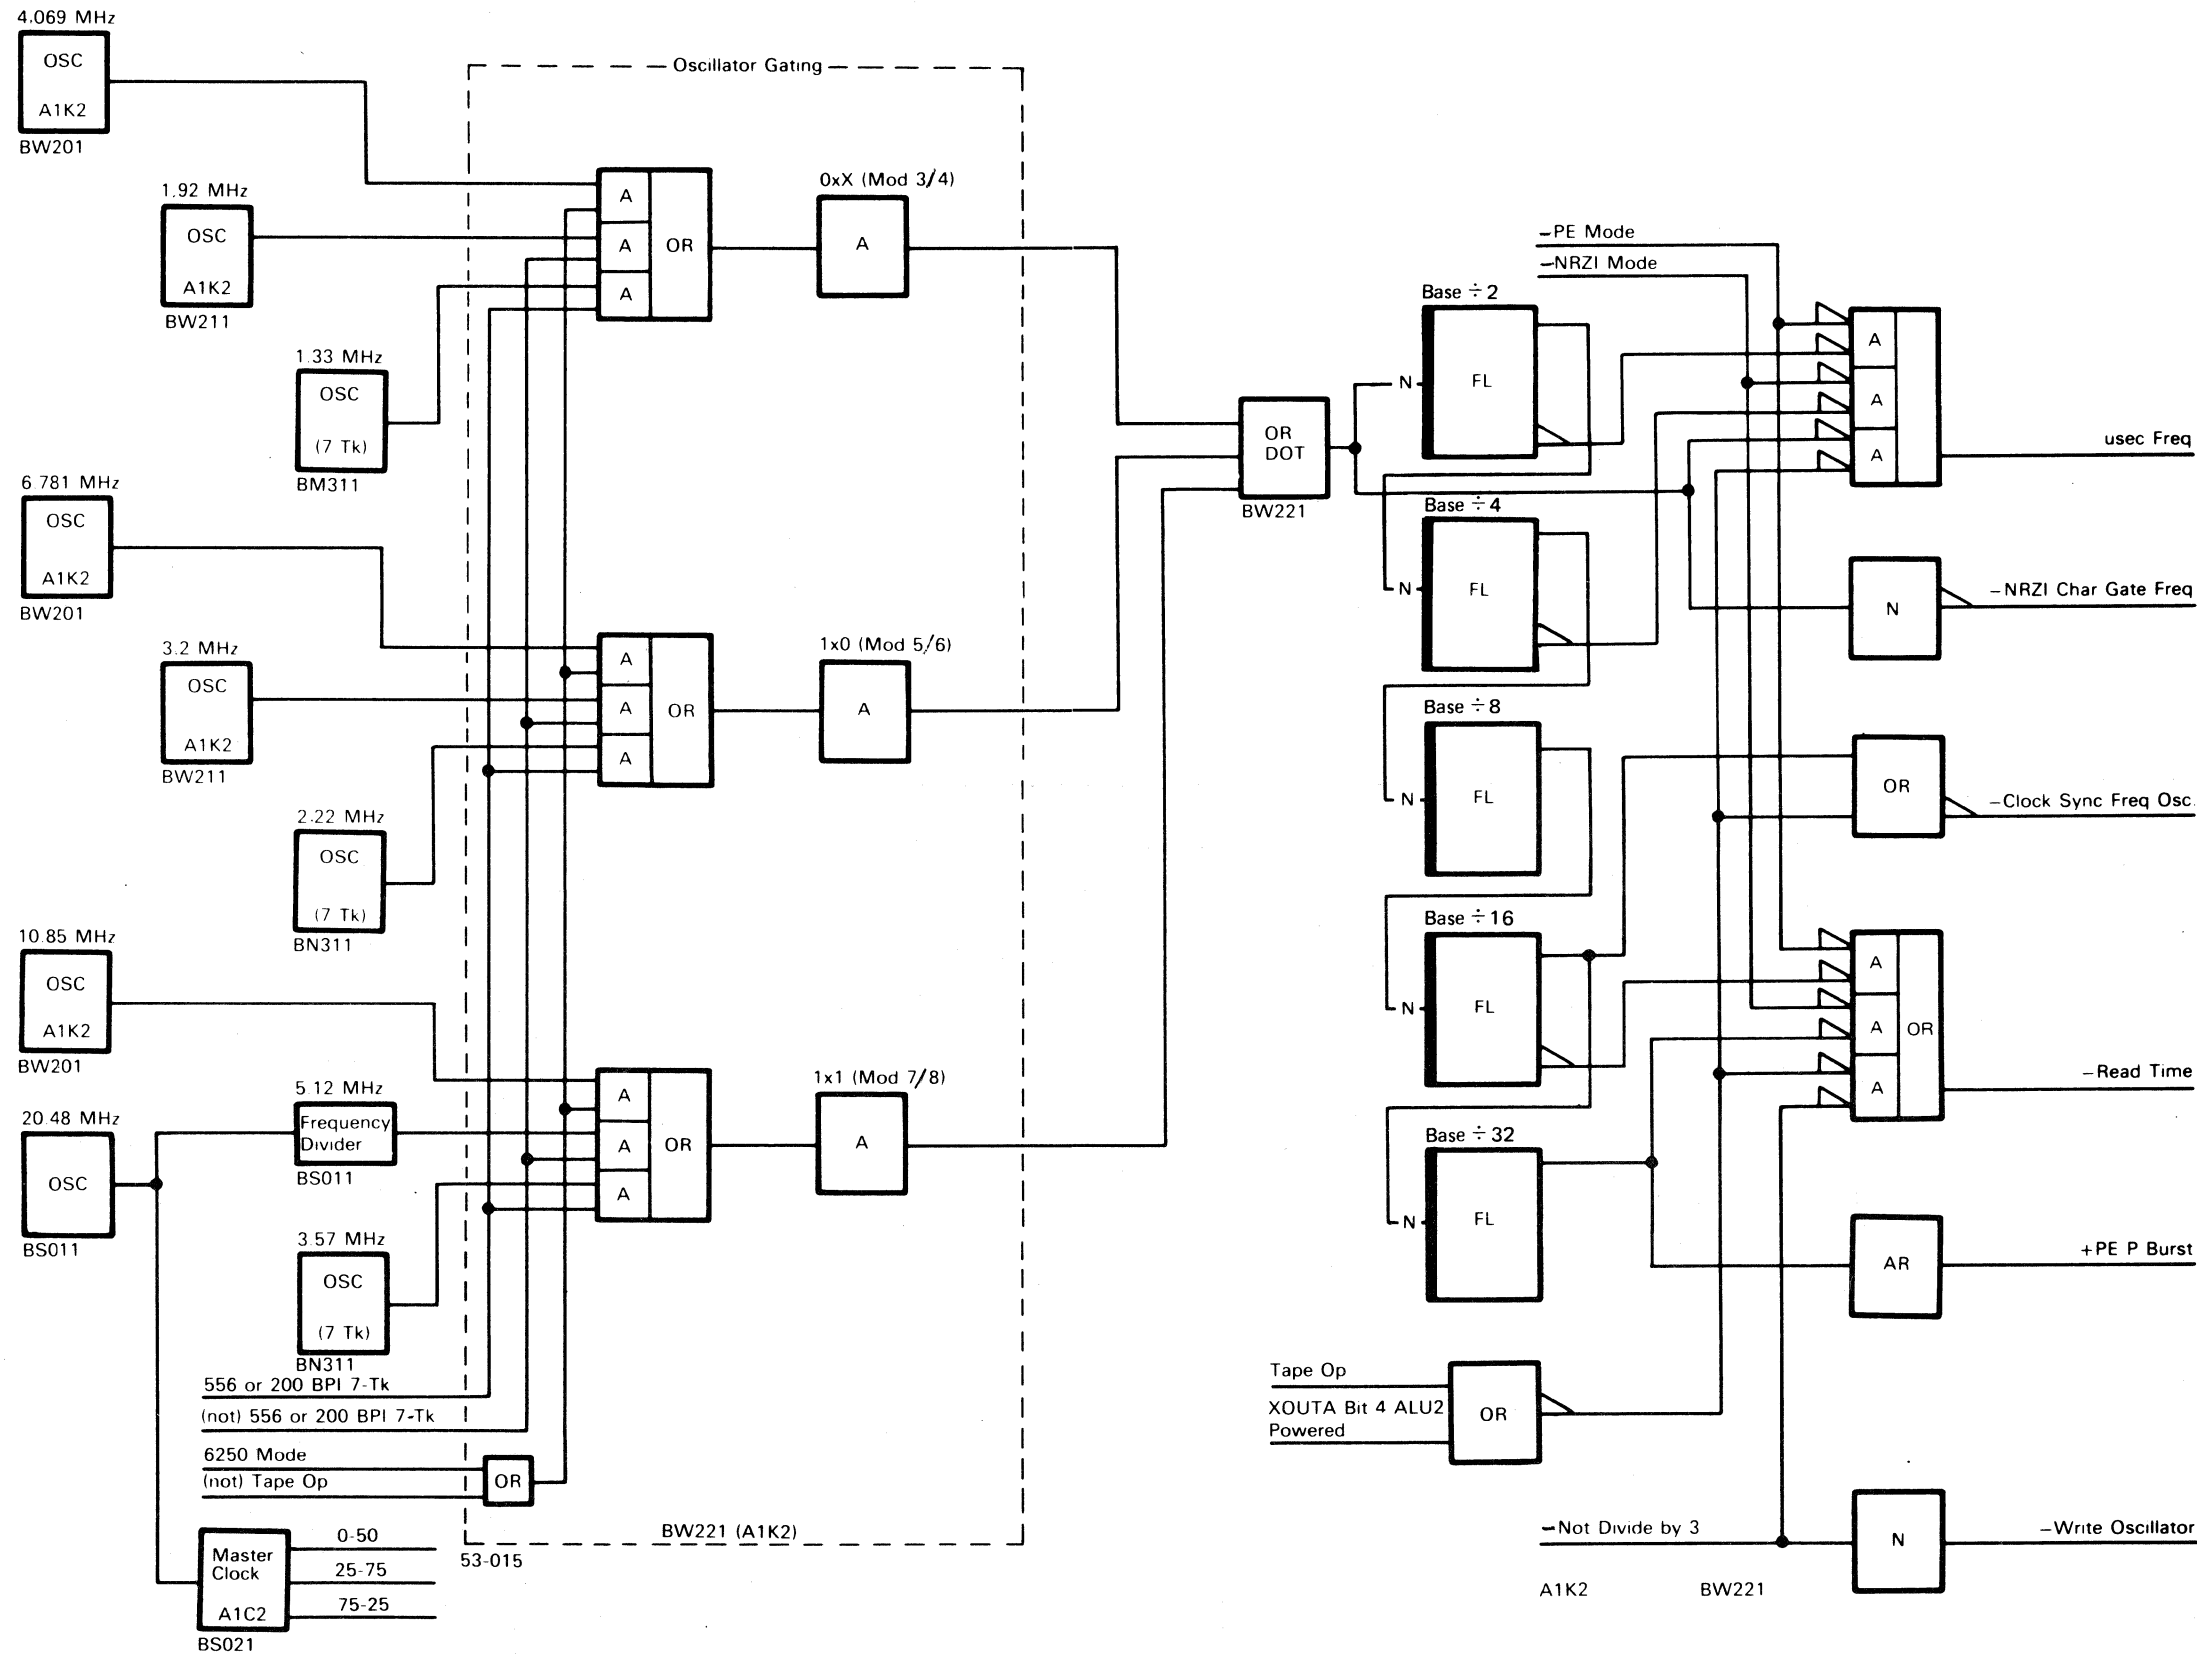 4.069 MHz
OSC
A1K2
BW201
Oscillator Gating
1.92 MHz
OSC
A1K2
BW211
1.33 MHz
OSC
(7 Tk)
BM311
A
A
A
OR
0xX (Mod 3/4)
A
6.781 MHz
OSC
A1K2
BW201
3.2 MHz
OSC
A1K2
BW211
2.22 MHz
OSC
(7 Tk)
BN311
A
A
A
OR
1x0 (Mod 5/6)
A
10.85 MHz
OSC
A1K2
BW201
20.48 MHz
OSC
BS011
5.12 MHz
Frequency
Divider
BS011
3.57 MHz
OSC
(7 Tk)
BN311
A
A
A
OR
1x1 (Mod 7/8)
A
556 or 200 BPI 7-Tk
(not) 556 or 200 BPI 7-Tk
6250 Mode
(not) Tape Op
OR
BW221 (A1K2)
53-015
Master
Clock
A1C2
BS021
0-50
25-75
75-25
OR
DOT
BW221
–PE Mode
–NRZI Mode
Base ÷ 2
N
FL
Base ÷ 4
N
FL
Base ÷ 8
N
FL
Base ÷ 16
N
FL
Base ÷ 32
N
FL
A
A
A
usec Freq
N
–NRZI Char Gate Freq
OR
–Clock Sync Freq Osc.
A
A
A
OR
–Read Time
AR
+PE P Burst
Tape Op
XOUTA Bit 4 ALU2
Powered
OR
–Not Divide by 3
N
–Write Oscillator
A1K2
BW221